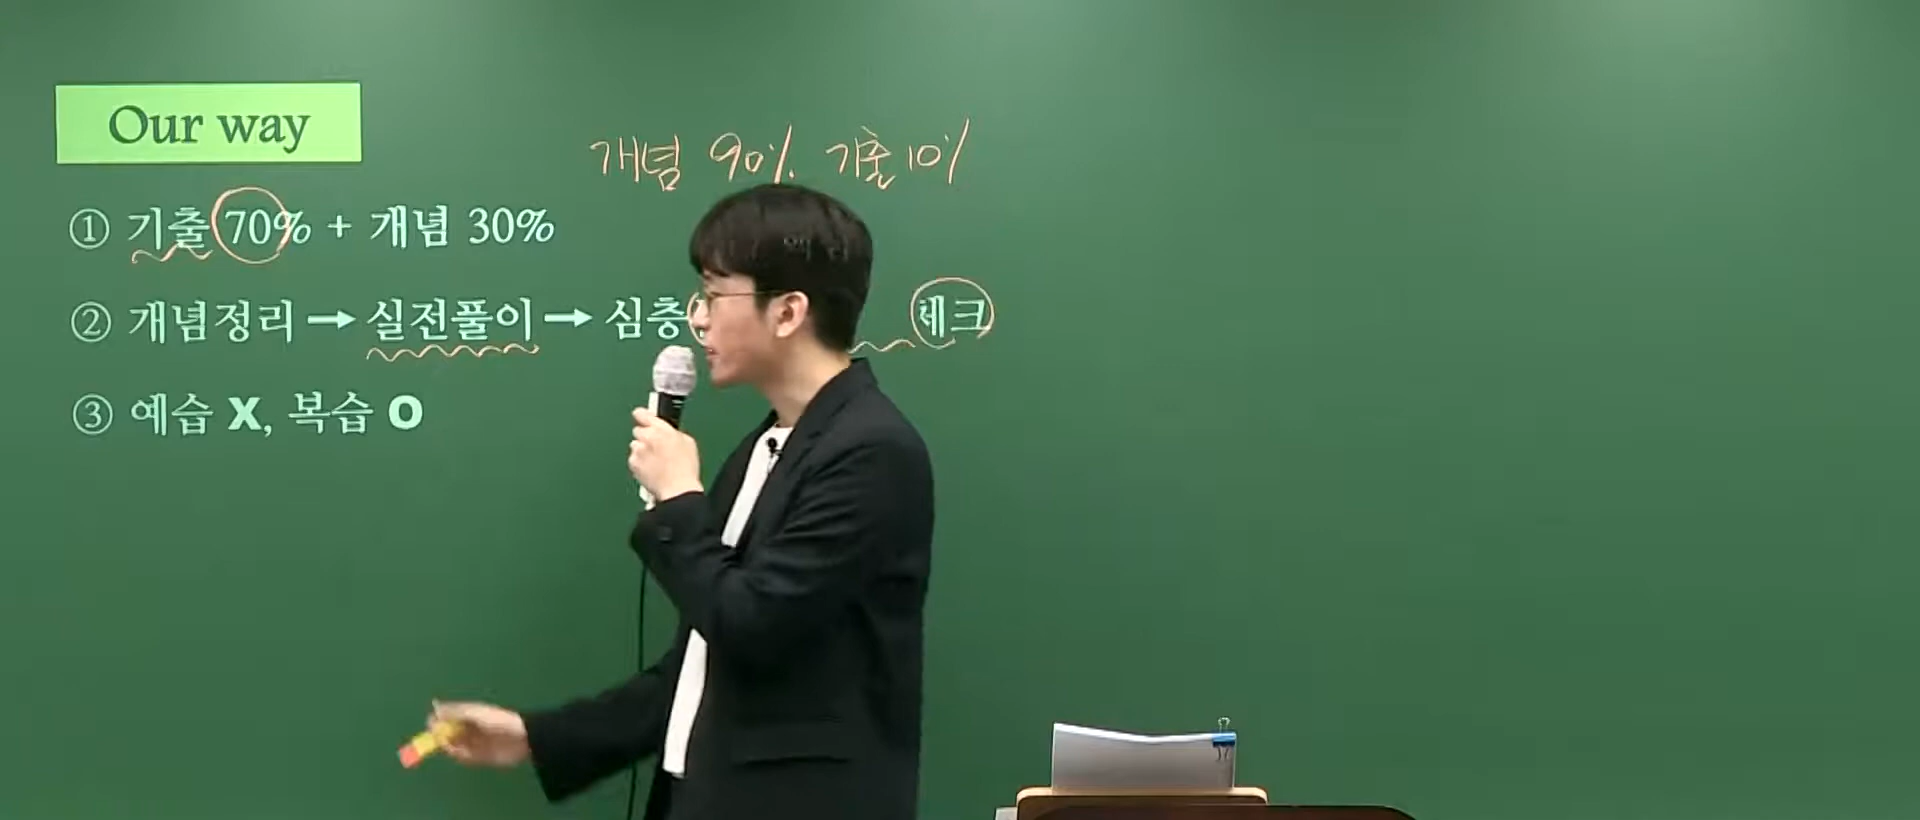 Our way
개념 90% 기출 10%
① 기출 70% + 개념 30%
② 개념정리 → 실전풀이 → 심층 체크
③ 예습 X, 복습 O